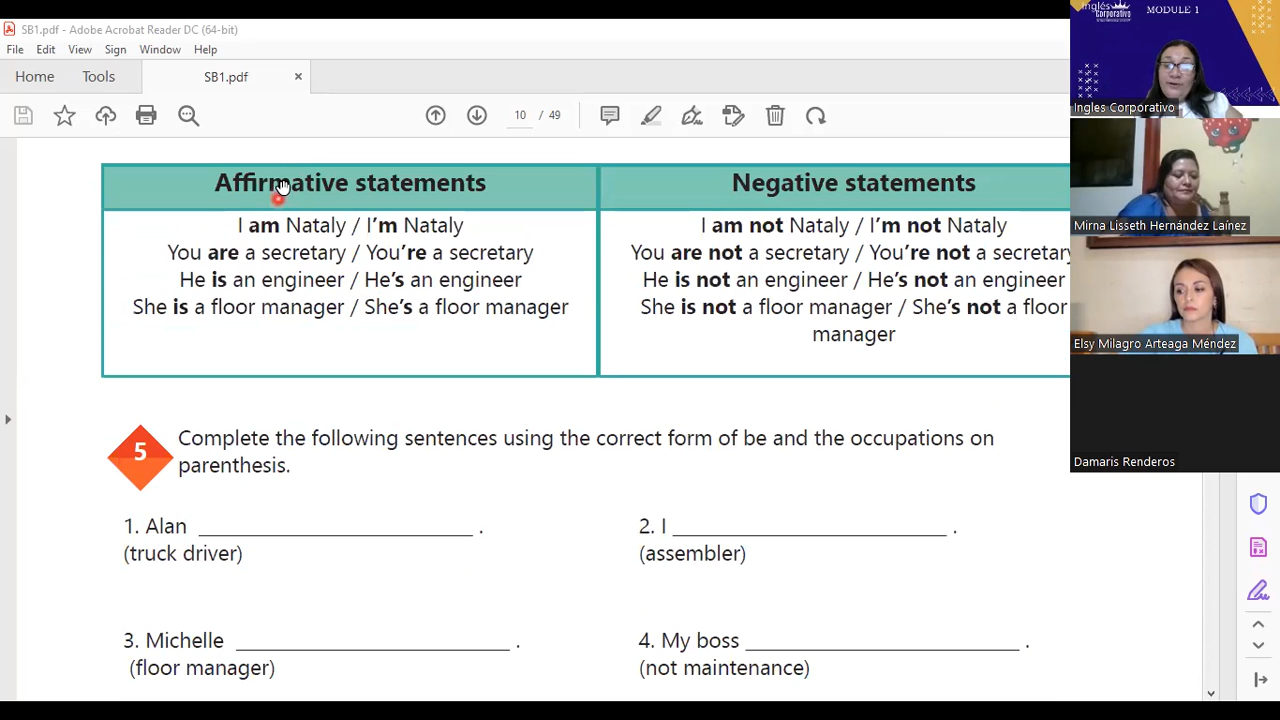 SB1.pdf - Adobe Acrobat Reader DC (64-bit)
File Edit View Sign Window Help
Home Tools SB1.pdf ×
10 / 49
Affirmative statements
I am Nataly / I'm Nataly
You are a secretary / You're a secretary
He is an engineer / He's an engineer
She is a floor manager / She's a floor manager
Negative statements
I am not Nataly / I'm not Nataly
You are not a secretary / You're not a secretary
He is not an engineer / He's not an engineer
She is not a floor manager / She's not a floor
manager
5
Complete the following sentences using the correct form of be and the occupations on
parenthesis.
1. Alan ________________________ .
(truck driver)
2. I ________________________ .
(assembler)
3. Michelle ________________________ .
(floor manager)
4. My boss ________________________ .
(not maintenance)
Inglés
Corporativo
MODULE 1
Ingles Corporativo
Mirna Lisseth Hernández Laínez
Elsy Milagro Arteaga Méndez
Damaris Renderos